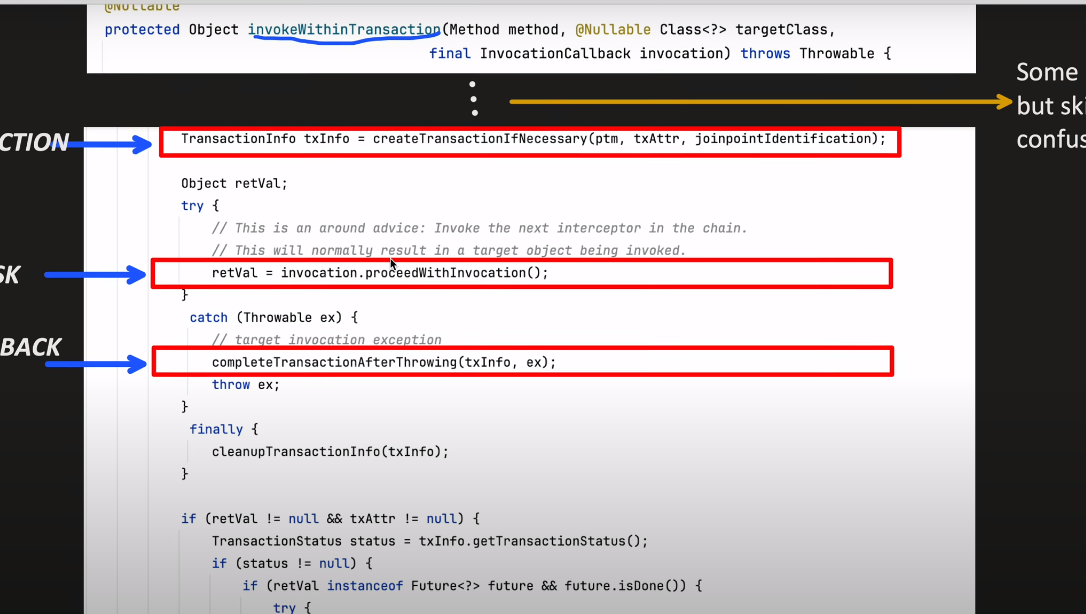 @Nullable
protected Object invokeWithinTransaction(Method method, @Nullable Class<?> targetClass,
final InvocationCallback invocation) throws Throwable {
Some
but ski
confus
CTION
TransactionInfo txInfo = createTransactionIfNecessary(ptm, txAttr, joinpointIdentification);
Object retVal;
try {
// This is an around advice: Invoke the next interceptor in the chain.
// This will normally result in a target object being invoked.
SK
retVal = invocation.proceedWithInvocation();
}
catch (Throwable ex) {
// target invocation exception
BACK
completeTransactionAfterThrowing(txInfo, ex);
throw ex;
}
finally {
cleanupTransactionInfo(txInfo);
}
if (retVal != null && txAttr != null) {
TransactionStatus status = txInfo.getTransactionStatus();
if (status != null) {
if (retVal instanceof Future<?> future && future.isDone()) {
try {